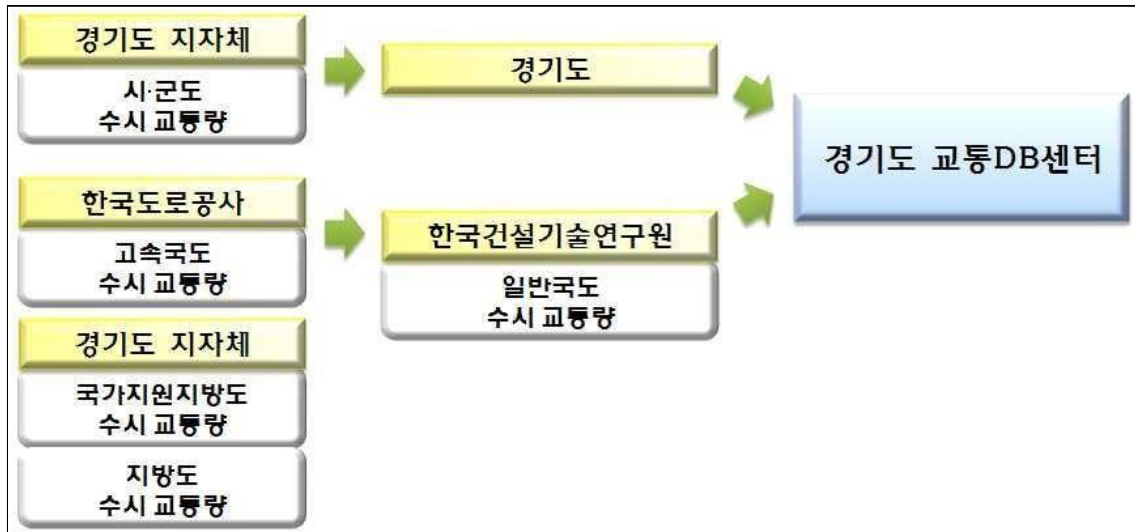 경기도 지자체
시·군도
수시 교통량
경기도
경기도 교통DB센터
한국도로공사
고속국도
수시 교통량
한국건설기술연구원
일반국도
수시 교통량
경기도 지자체
국가지원지방도
수시 교통량
지방도
수시 교통량